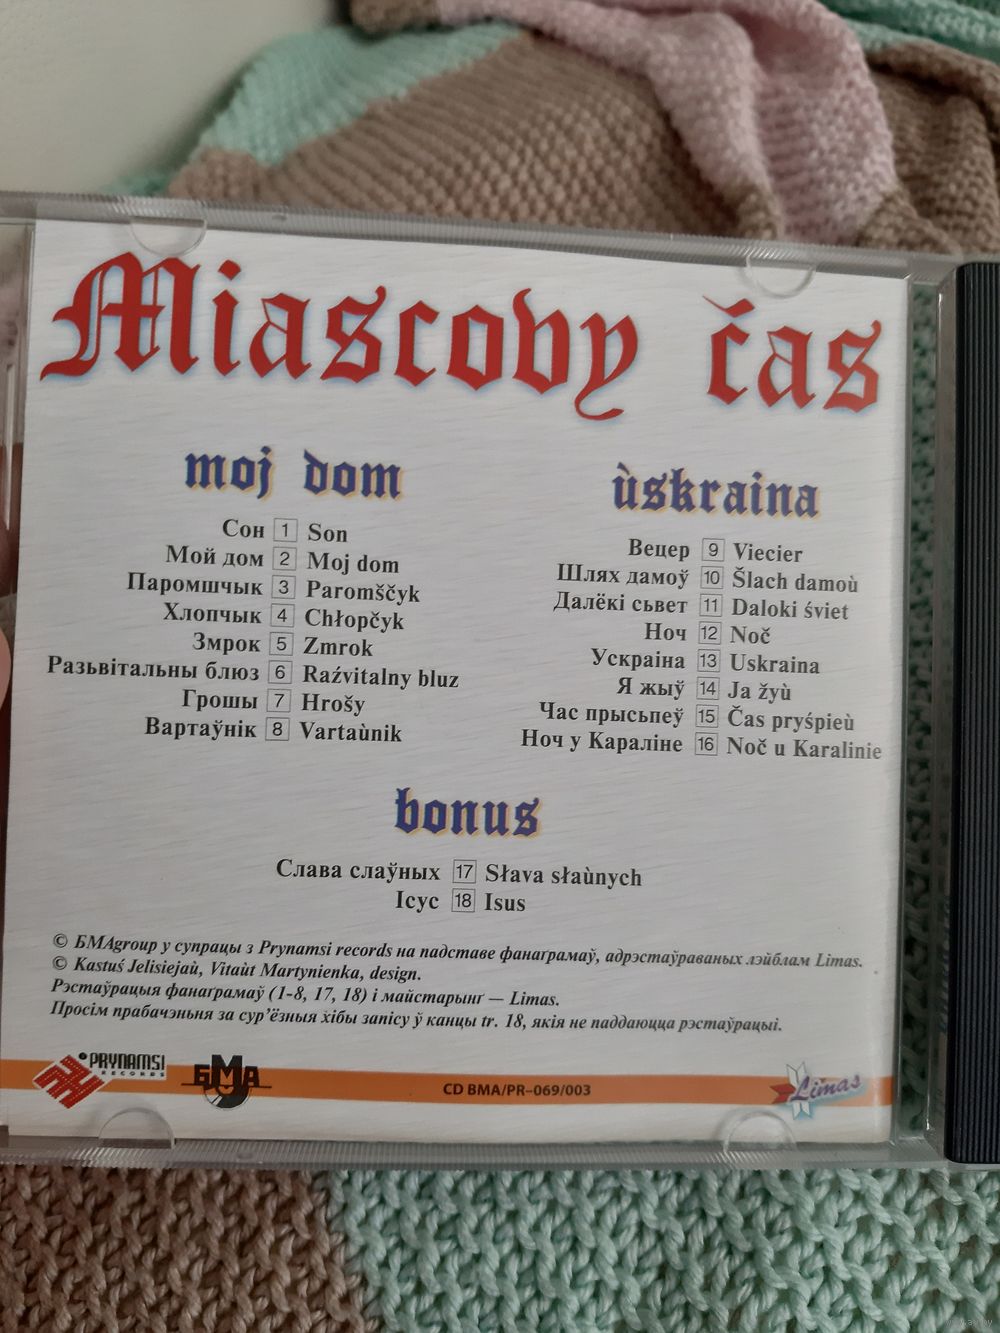 Miascovy čas
moj dom
Сон 1 Son
Мой дом 2 Moj dom
Паромшчык 3 Paromščyk
Хлопчык 4 Chłopčyk
Змрок 5 Zmrok
Разьвітальны блюз 6 Raźvitalny bluz
Грошы 7 Hrošy
Вартаўнік 8 Vartaùnik
ùskraina
Вецер 9 Viecier
Шлях дамоў 10 Šlach damoù
Далёкі сьвет 11 Daloki śviet
Ноч 12 Noč
Ускраіна 13 Uskraina
Я жыў 14 Ja žyù
Час прысьпеў 15 Čas pryśpieù
Ноч у Караліне 16 Noč u Karalinie
bonus
Слава слаўных 17 Sława słaùnych
Ісус 18 Isus
© БМАgroup у супрацы з Prynamsi records на падставе фанаграмаў, адрэстаўраваных лэйблам Limas.
© Kastuś Jelisiejaù, Vitaùt Martynienka, design.
Рэстаўрацыя фанаграмаў (1-8, 17, 18) і майстарынг — Limas.
Просім прабачэньня за сур’ёзныя хібы запісу ў канцы tr. 18, якія не паддаюцца рэстаўрацыі.
PRYNAMSI
RECORDS
БМА
CD BMA/PR–069/003
Limas